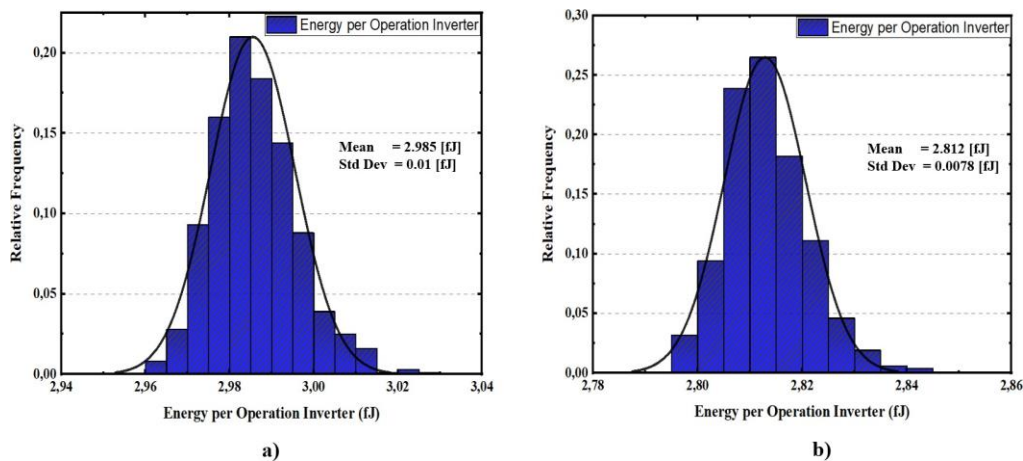 Energy per Operation Inverter
0,20
0,15
0,10
0,05
0,00
Relative Frequency
Mean = 2.985 [fJ]
Std Dev = 0.01 [fJ]
2,94
2,96
2,98
3,00
3,02
3,04
Energy per Operation Inverter (fJ)
a)
Energy per Operation Inverter
0,30
0,25
0,20
0,15
0,10
0,05
0,00
Relative Frequency
Mean = 2.812 [fJ]
Std Dev = 0.0078 [fJ]
2,78
2,80
2,82
2,84
2,86
Energy per Operation Inverter (fJ)
b)